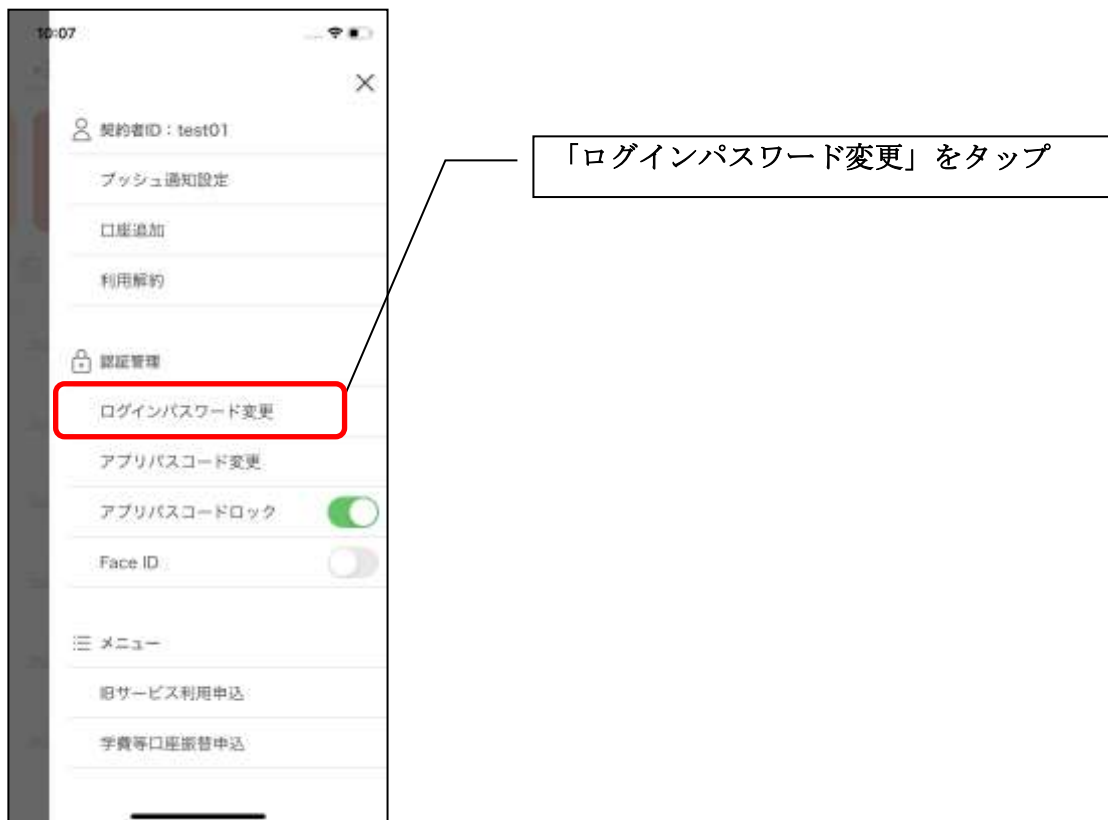 10:07
契約者ID：test01
プッシュ通知設定
口座追加
利用解約
認証管理
ログインパスワード変更
アプリパスコード変更
アプリパスコードロック
Face ID
メニュー
旧サービス利用申込
学費等口座振替申込
「ログインパスワード変更」をタップ